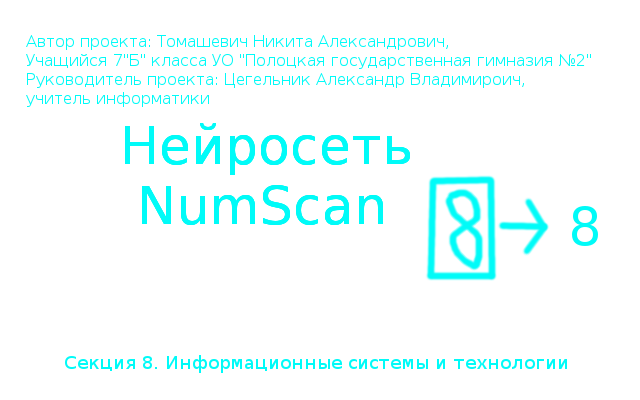 Автор проекта: Томашевич Никита Александрович,
Учащийся 7"Б" класса УО "Полоцкая государственная гимназия №2"
Руководитель проекта: Цегельник Александр Владимироич,
учитель информатики
Нейросеть
NumScan
8 → 8
Секция 8. Информационные системы и технологии